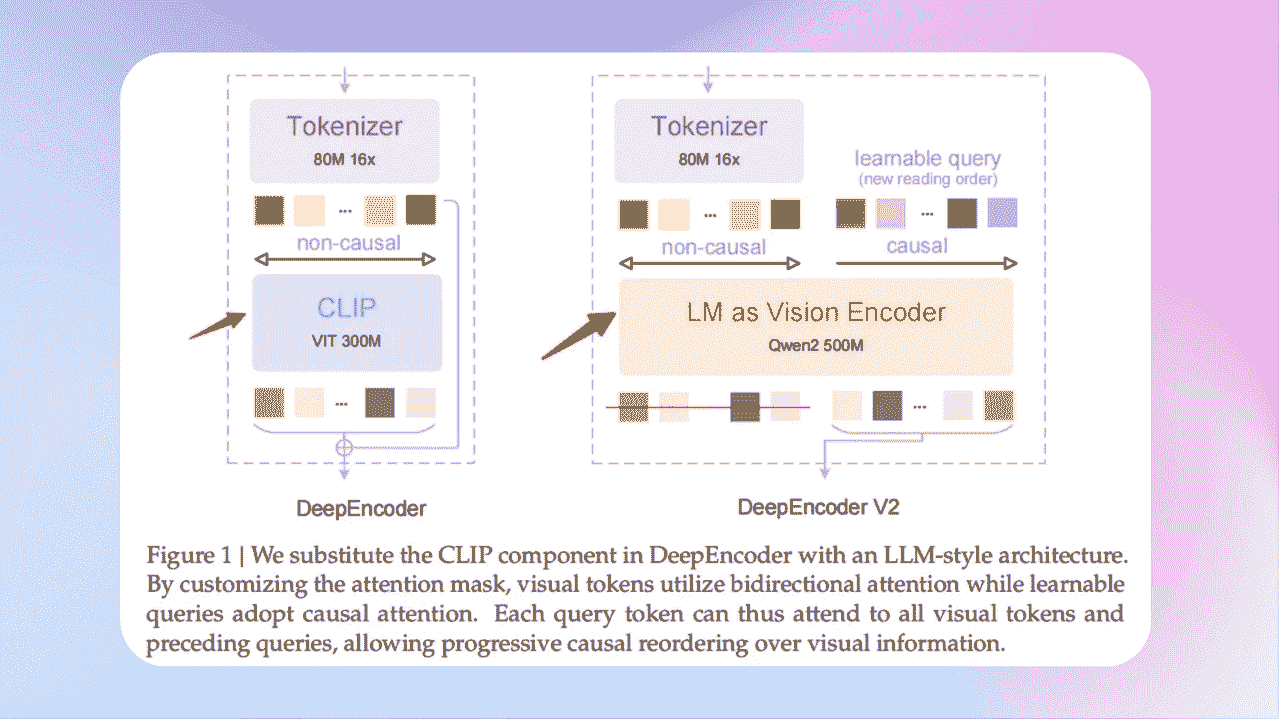 Tokenizer
80M 16x
...
non-causal
CLIP
VIT 300M
...
DeepEncoder
Tokenizer
80M 16x
learnable query
(new reading order)
...
...
non-causal
causal
LM as Vision Encoder
Qwen2 500M
...
DeepEncoder V2
Figure 1 | We substitute the CLIP component in DeepEncoder with an LLM-style architecture.
By customizing the attention mask, visual tokens utilize bidirectional attention while learnable
queries adopt causal attention. Each query token can thus attend to all visual tokens and
preceding queries, allowing progressive causal reordering over visual information.